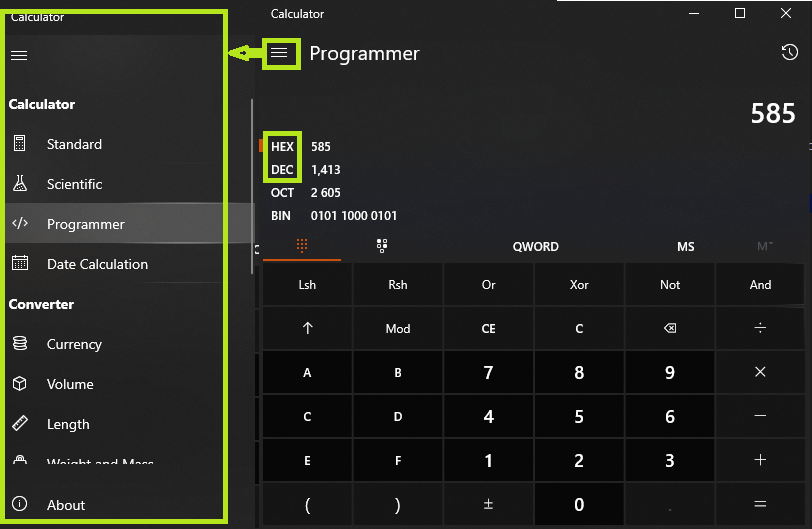 Calculator
Calculator
Standard
Scientific
Programmer
Date Calculation
Converter
Currency
Volume
Length
Weight and Mass
About
Calculator
Programmer
585
HEX 585
DEC 1,413
OCT 2 605
BIN 0101 1000 0101
QWORD MS M˅
Lsh Rsh Or Xor Not And
↑ Mod CE C ⌫ ÷
A B 7 8 9 ×
C D 4 5 6 −
E F 1 2 3 +
( ) ± 0 . =